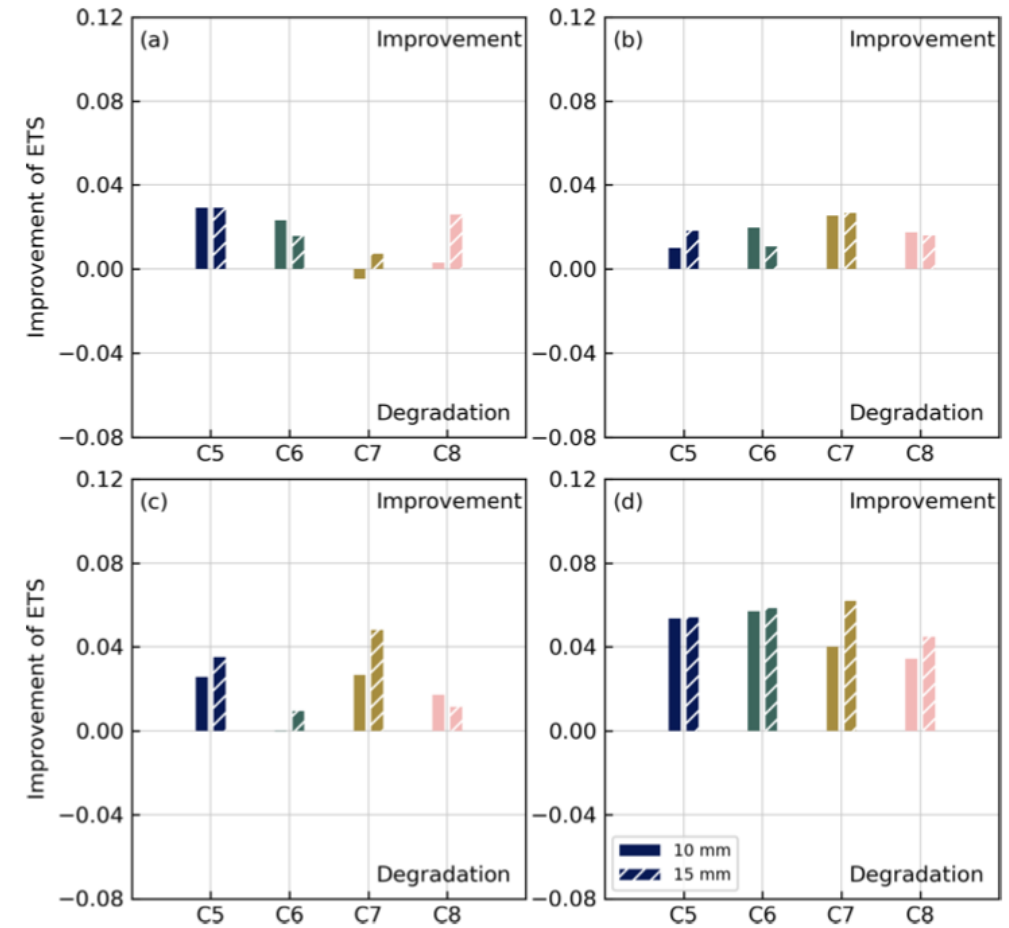 (a) Improvement
0.12
0.08
0.04
0.00
−0.04
−0.08
Improvement of ETS
Degradation
C5 C6 C7 C8
(b) Improvement
0.12
0.08
0.04
0.00
−0.04
−0.08
Degradation
C5 C6 C7 C8
(c) Improvement
0.12
0.08
0.04
0.00
−0.04
−0.08
Improvement of ETS
Degradation
C5 C6 C7 C8
(d) Improvement
0.12
0.08
0.04
0.00
−0.04
−0.08
10 mm
15 mm
Degradation
C5 C6 C7 C8